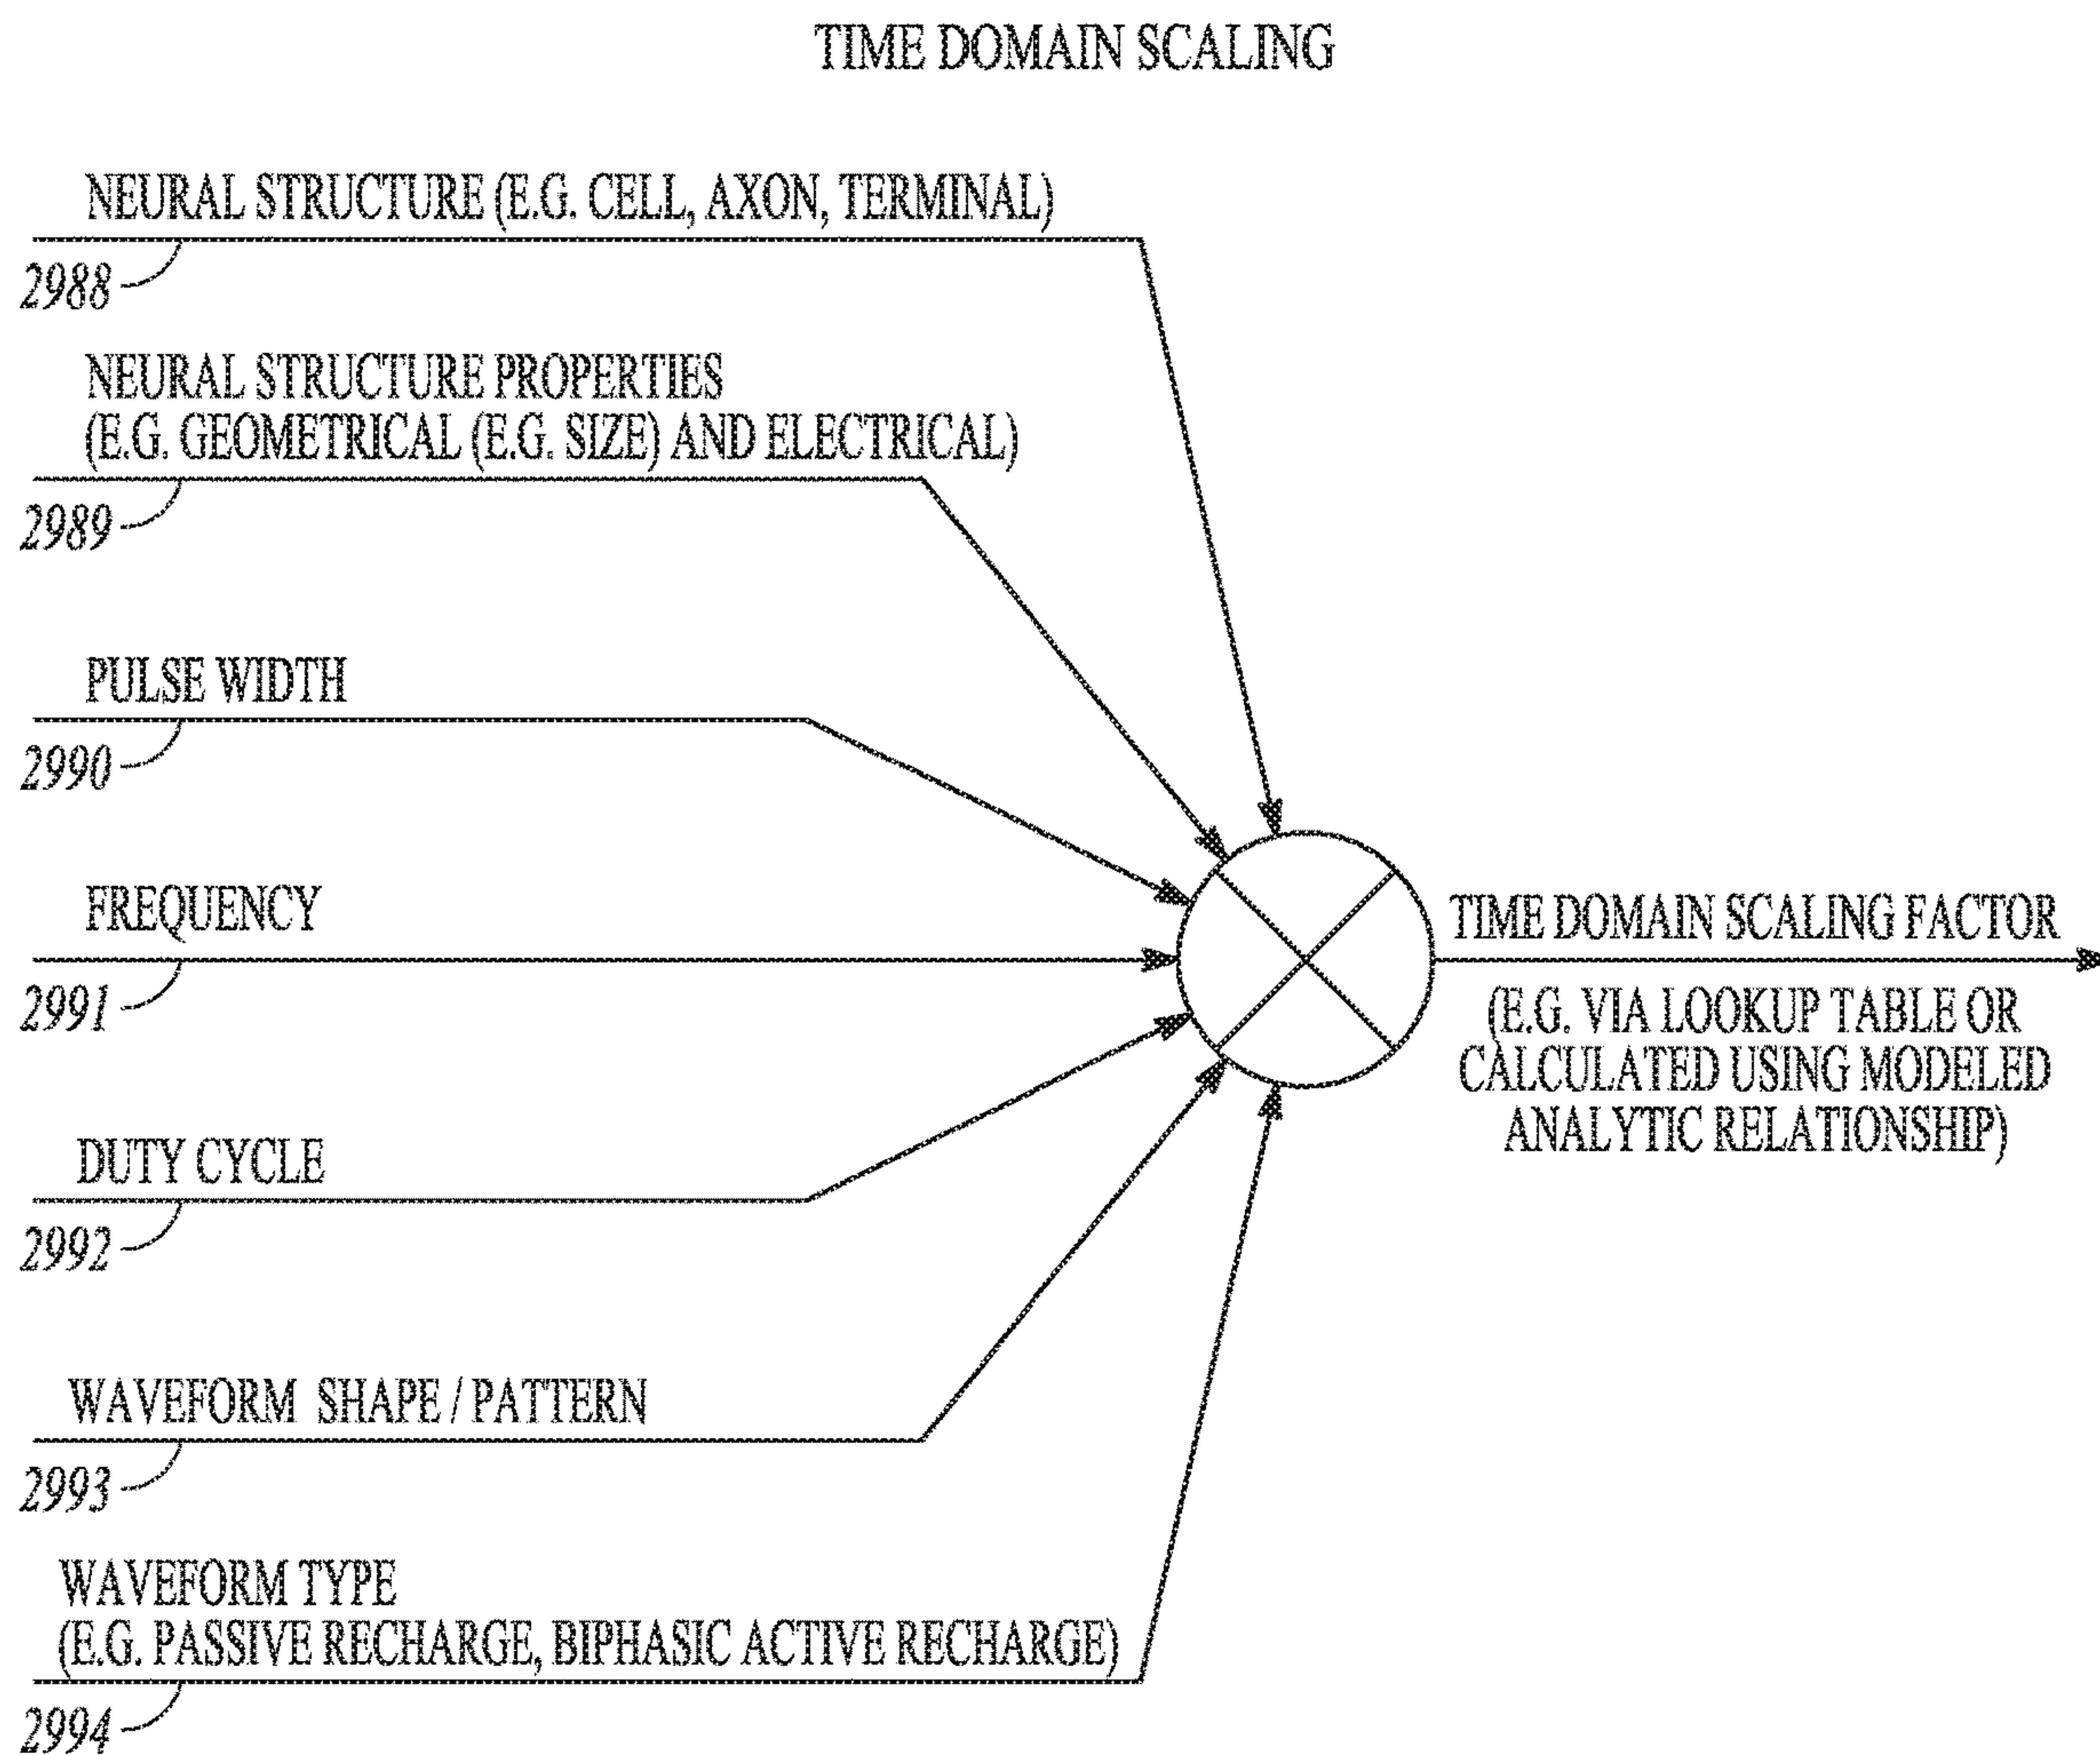 TIME DOMAIN SCALING
NEURAL STRUCTURE (E.G. CELL, AXON, TERMINAL)
2988
NEURAL STRUCTURE PROPERTIES
(E.G. GEOMETRICAL (E.G. SIZE) AND ELECTRICAL)
2989
PULSE WIDTH
2990
FREQUENCY
2991
DUTY CYCLE
2992
WAVEFORM SHAPE / PATTERN
2993
WAVEFORM TYPE
(E.G. PASSIVE RECHARGE, BIPHASIC ACTIVE RECHARGE)
2994
TIME DOMAIN SCALING FACTOR
(E.G. VIA LOOKUP TABLE OR
CALCULATED USING MODELED
ANALYTIC RELATIONSHIP)